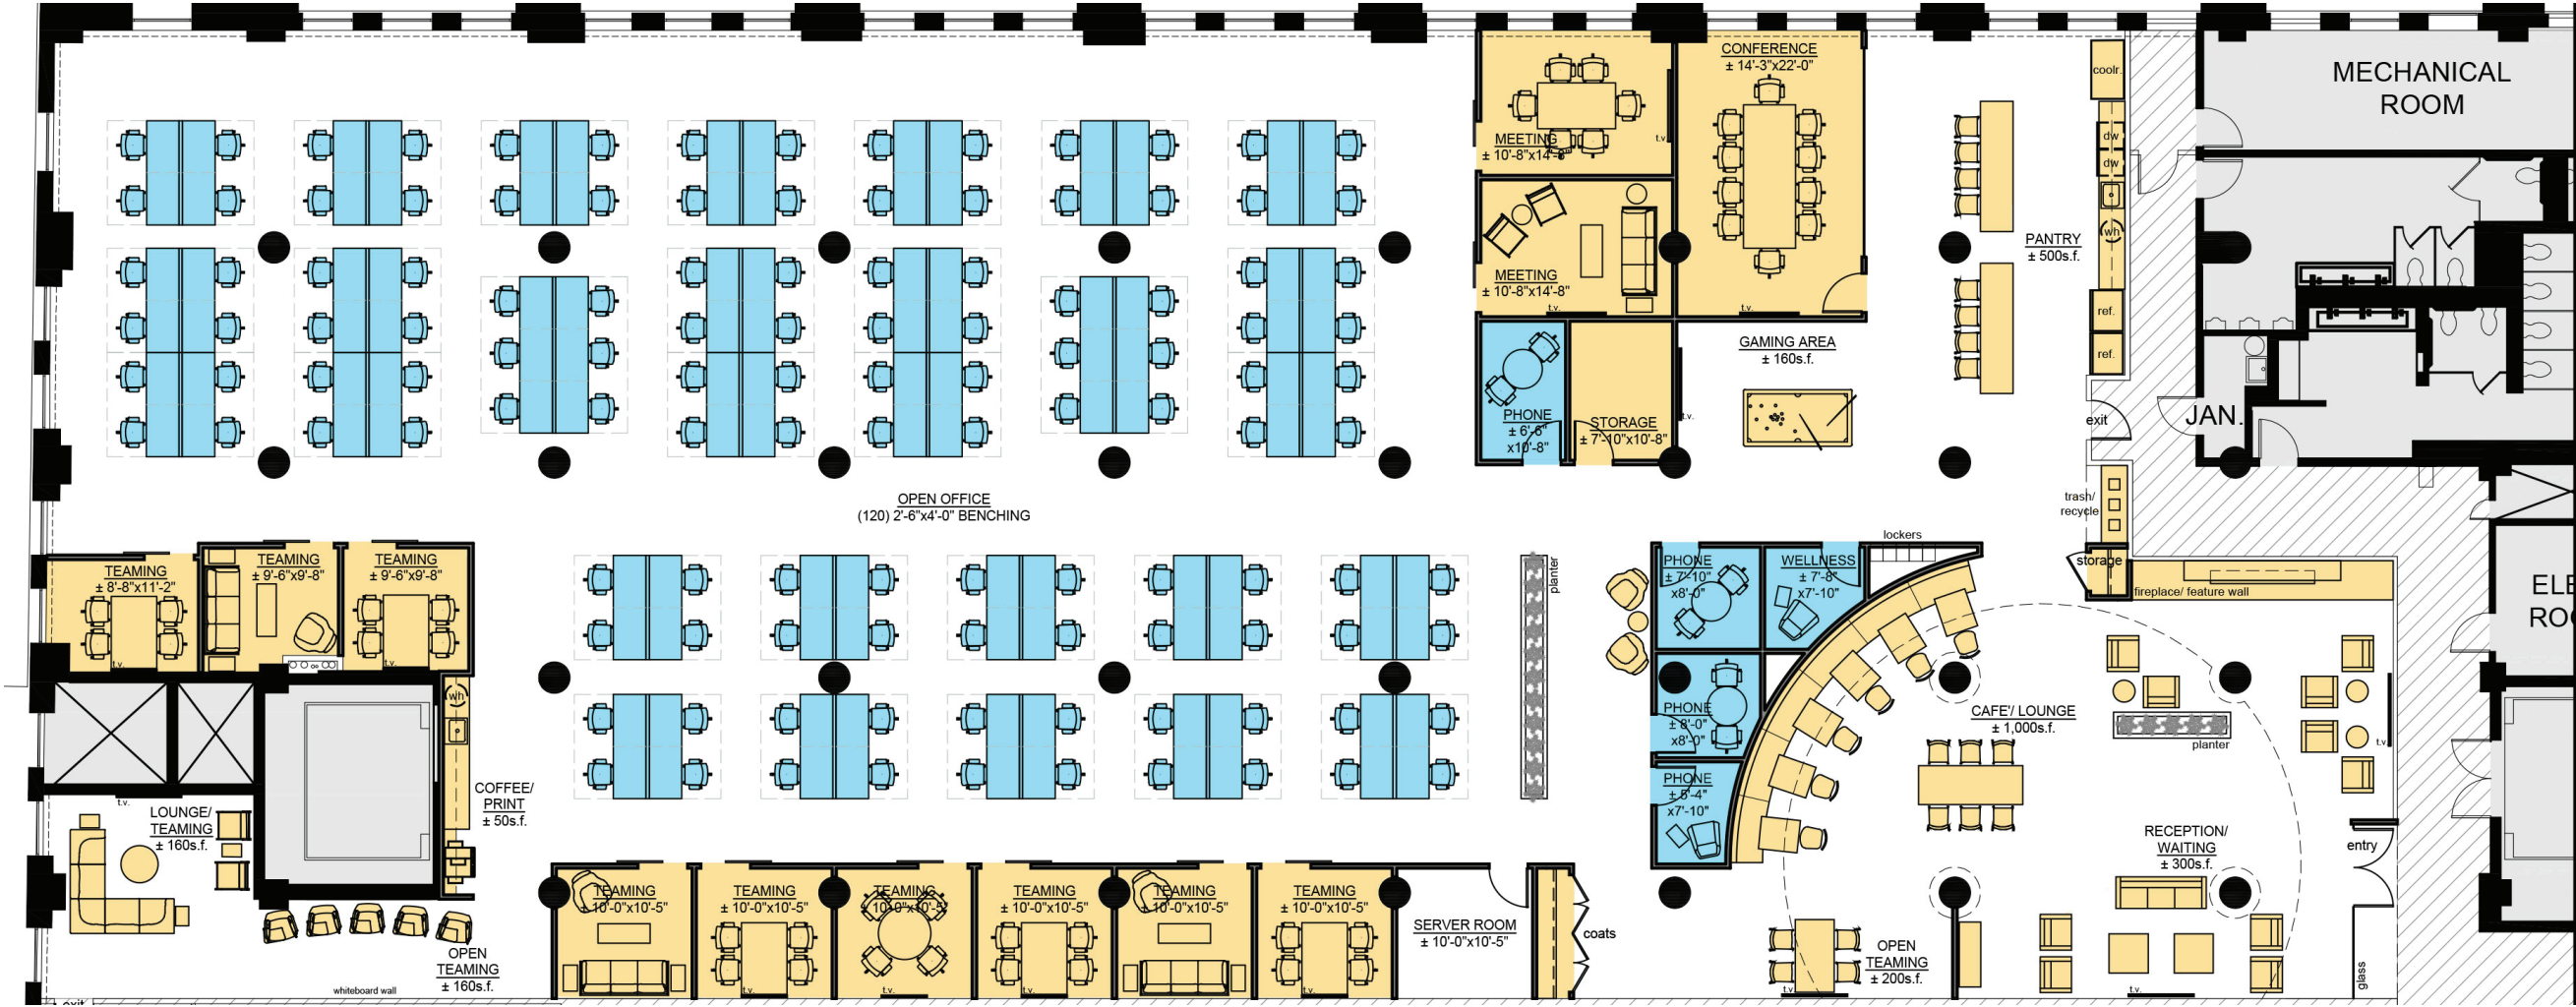 CONFERENCE
± 14'-3"x22'-0"
MECHANICAL
ROOM
coolr.
dw
dw
wh
ref.
ref.
MEETING
± 10'-8"x14'-8"
t.v.
MEETING
± 10'-8"x14'-8"
t.v.
t.v.
PANTRY
± 500s.f.
GAMING AREA
± 160s.f.
t.v.
PHONE
± 6'-6"
x10'-8"
STORAGE
± 7'-10"x10'-8"
exit
JAN.
OPEN OFFICE
(120) 2'-6"x4'-0" BENCHING
trash/
recycle
storage
fireplace/ feature wall
lockers
planter
TEAMING
± 8'-8"x11'-2"
t.v.
TEAMING
± 9'-6"x9'-8"
TEAMING
± 9'-6"x9'-8"
t.v.
PHONE
± 7'-10"
x8'-0"
WELLNESS
± 7'-8"
x7'-10"
ELE
ROO
wh
PHONE
± 8'-0"
x8'-0"
CAFE'/ LOUNGE
± 1,000s.f.
planter
t.v.
COFFEE/
PRINT
± 50s.f.
PHONE
± 5'-4"
x7'-10"
t.v.
LOUNGE/
TEAMING
± 160s.f.
RECEPTION/
WAITING
± 300s.f.
entry
TEAMING
± 10'-0"x10'-5"
TEAMING
± 10'-0"x10'-5"
t.v.
TEAMING
± 10'-0"x10'-5"
t.v.
TEAMING
± 10'-0"x10'-5"
t.v.
TEAMING
± 10'-0"x10'-5"
TEAMING
± 10'-0"x10'-5"
t.v.
SERVER ROOM
± 10'-0"x10'-5"
coats
OPEN
TEAMING
± 160s.f.
whiteboard wall
OPEN
TEAMING
± 200s.f.
t.v.
t.v.
glass
exit